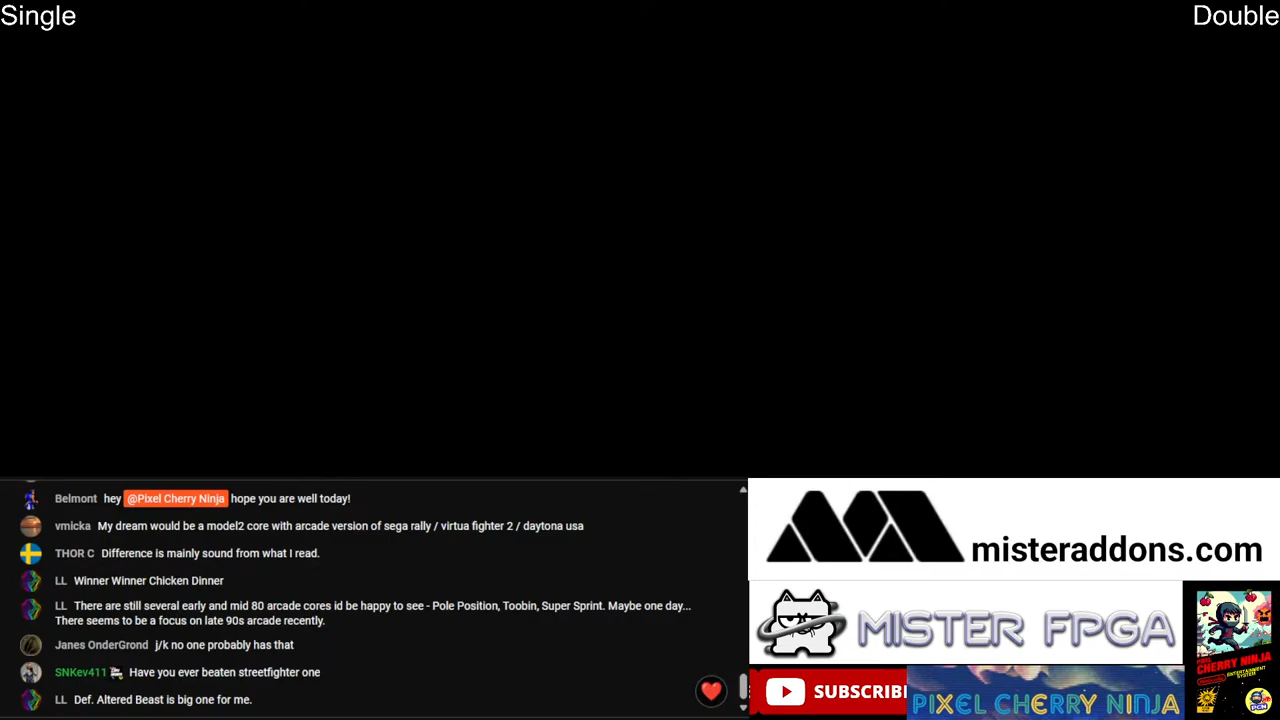 Single
Double
Belmont hey @Pixel Cherry Ninja hope you are well today!
vmicka My dream would be a model2 core with arcade version of sega rally / virtua fighter 2 / daytona usa
THOR C Difference is mainly sound from what I read.
LL Winner Winner Chicken Dinner
LL There are still several early and mid 80 arcade cores id be happy to see - Pole Position, Toobin, Super Sprint. Maybe one day...
There seems to be a focus on late 90s arcade recently.
Janes OnderGrond j/k no one probably has that
SNKev411 Have you ever beaten streetfighter one
LL Def. Altered Beast is big one for me.
misteraddons.com
MISTER FPGA
SUBSCRIBE
PIXEL CHERRY NINJA
CHERRY NINJA
ENTERTAINMENT
SYSTEM
PCN